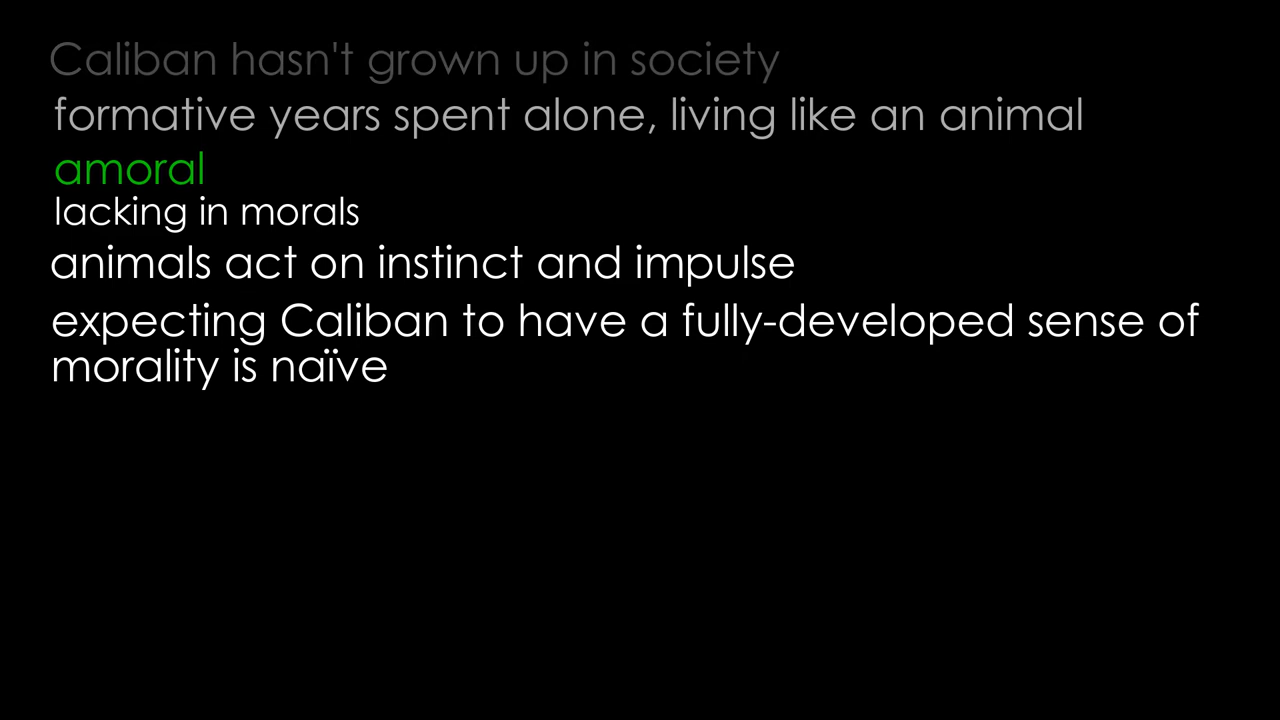 Caliban hasn't grown up in society
formative years spent alone, living like an animal
amoral
lacking in morals
animals act on instinct and impulse
expecting Caliban to have a fully-developed sense of
morality is naïve